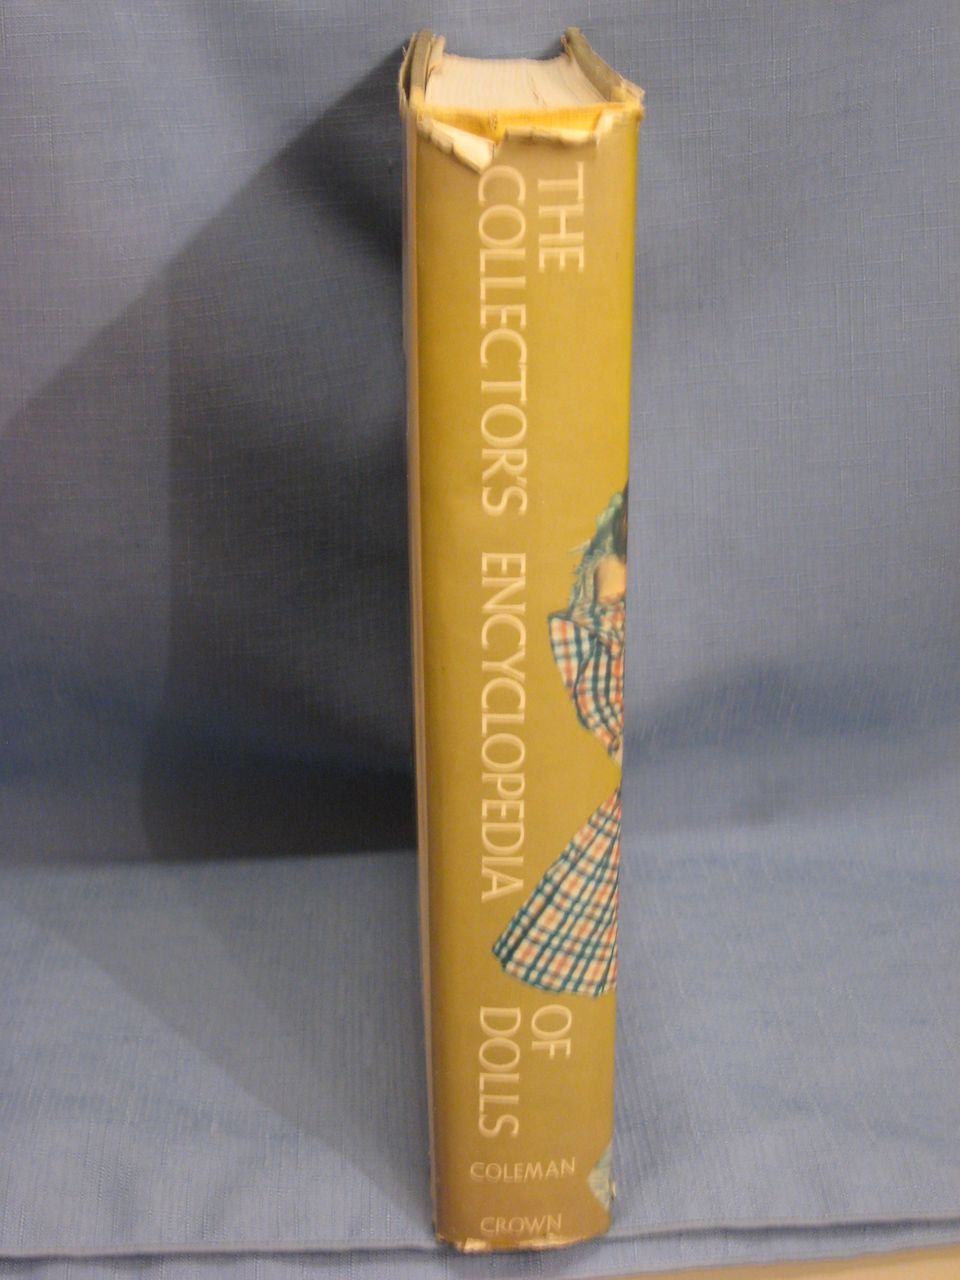 THE
COLLECTOR'S ENCYCLOPEDIA
OF
DOLLS
COLEMAN
CROWN